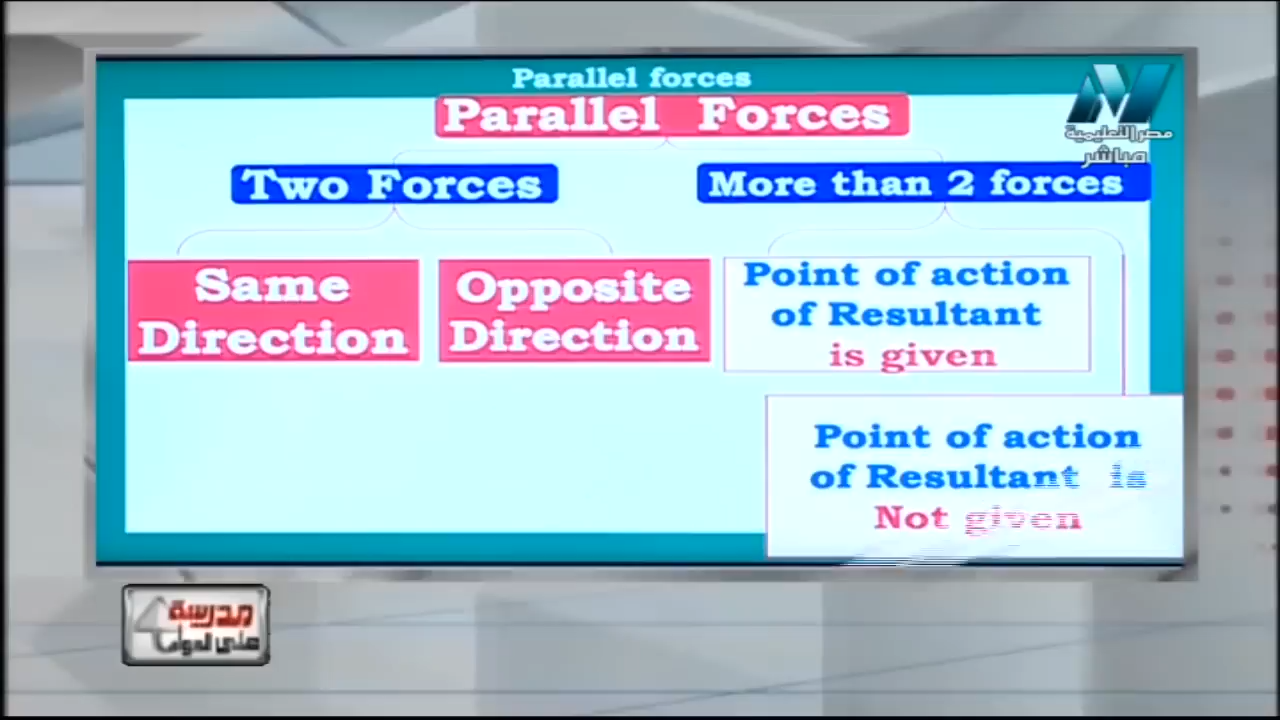 Parallel forces
Parallel Forces
مصر التعليمية
مباشر
Two Forces
More than 2 forces
Same
Direction
Opposite
Direction
Point of action
of Resultant
is given
Point of action
of Resultant is
Not given
مدرسة
على الهواء